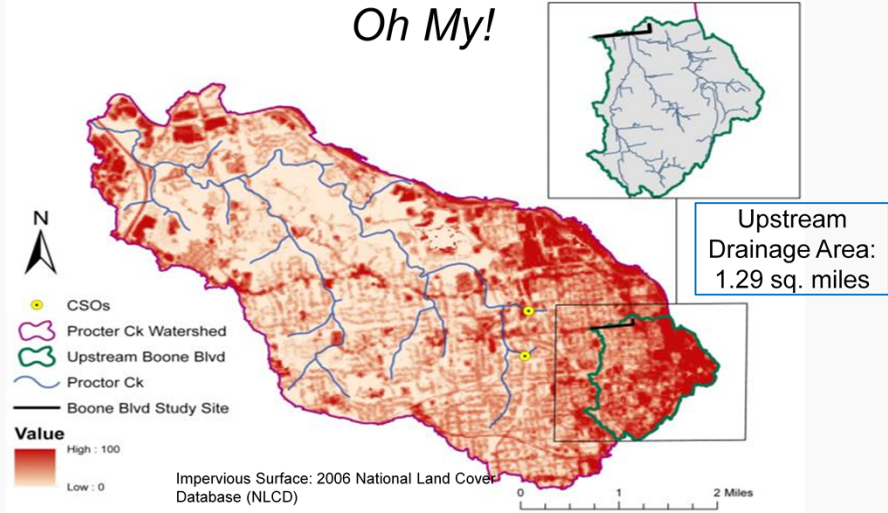 Oh My!
Upstream
Drainage Area:
1.29 sq. miles
N
CSOs
Procter Ck Watershed
Upstream Boone Blvd
Proctor Ck
Boone Blvd Study Site
Value
High : 100
Low : 0
Impervious Surface: 2006 National Land Cover
Database (NLCD)
0 1 2 Miles